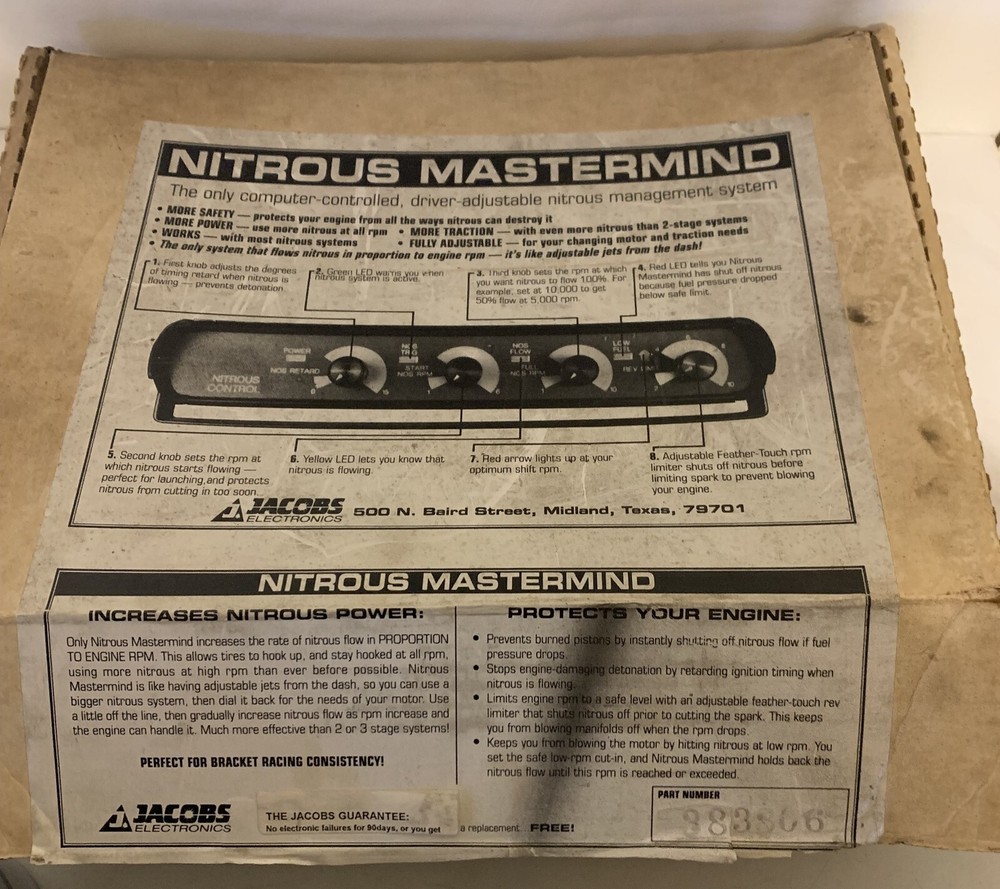 NITROUS MASTERMIND
The only computer-controlled, driver-adjustable nitrous management system
• MORE SAFETY — protects your engine from all the ways nitrous can destroy it
• MORE POWER — use more nitrous at all rpm • MORE TRACTION — with even more nitrous than 2-stage systems
• WORKS — with most nitrous systems • FULLY ADJUSTABLE — for your changing motor and traction needs
• The only system that flows nitrous in proportion to engine rpm — it's like adjustable jets from the dash!
1. First knob adjusts the degrees
of timing retard when nitrous is
flowing — prevents detonation.
2. Green LED warns you when
nitrous system is active.
3. Third knob sets the rpm at which
you want nitrous to flow 100%. For
example, set at 10,000 to get
50% flow at 5,000 rpm.
4. Red LED tells you Nitrous
Mastermind has shut off nitrous
because fuel pressure dropped
below safe limit.
POWER
NOS RETARD
NITROUS
CONTROL
0 15
NOS
TRG
START
NOS RPM
1 6
NOS
FLOW
FULL
NOS RPM
1 10
LOW
FUEL
REV LIM
2 6 8 10
5. Second knob sets the rpm at
which nitrous starts flowing —
perfect for launching,and protects
nitrous from cutting in too soon.
6. Yellow LED lets you know that
nitrous is flowing.
7. Red arrow lights up at your
optimum shift rpm.
8. Adjustable Feather-Touch rpm
limiter shuts off nitrous before
limiting spark to prevent blowing
your engine.
JACOBS
ELECTRONICS
500 N. Baird Street, Midland, Texas, 79701
NITROUS MASTERMIND
INCREASES NITROUS POWER:
Only Nitrous Mastermind increases the rate of nitrous flow in PROPORTION
TO ENGINE RPM. This allows tires to hook up, and stay hooked at all rpm,
using more nitrous at high rpm than ever before possible. Nitrous
Mastermind is like having adjustable jets from the dash, so you can use a
bigger nitrous system, then dial it back for the needs of your motor. Use
a little off the line, then gradually increase nitrous flow as rpm increase and
the engine can handle it. Much more effective than 2 or 3 stage systems!
PERFECT FOR BRACKET RACING CONSISTENCY!
PROTECTS YOUR ENGINE:
• Prevents burned pistons by instantly shutting off nitrous flow if fuel
pressure drops.
• Stops engine-damaging detonation by retarding ignition timing when
nitrous is flowing.
• Limits engine rpm to a safe level with an adjustable feather-touch rev
limiter that shuts nitrous off prior to cutting the spark. This keeps
you from blowing manifolds off when the rpm drops.
• Keeps you from blowing the motor by hitting nitrous at low rpm. You
set the safe low-rpm cut-in, and Nitrous Mastermind holds back the
nitrous flow until this rpm is reached or exceeded.
JACOBS
ELECTRONICS
THE JACOBS GUARANTEE:
No electronic failures for 90days, or you get a replacement FREE!
PART NUMBER